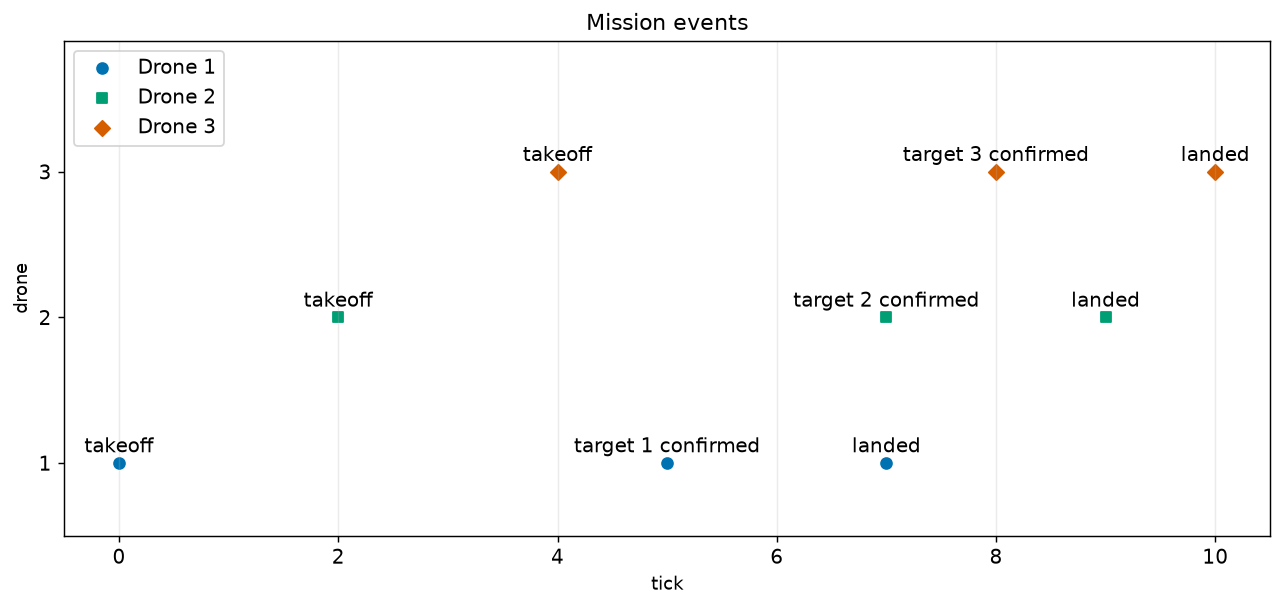 Mission events
Drone 1
Drone 2
Drone 3
takeoff
target 3 confirmed
landed
3
takeoff
target 2 confirmed
landed
2
drone
takeoff
target 1 confirmed
landed
1
0
2
4
6
8
10
tick